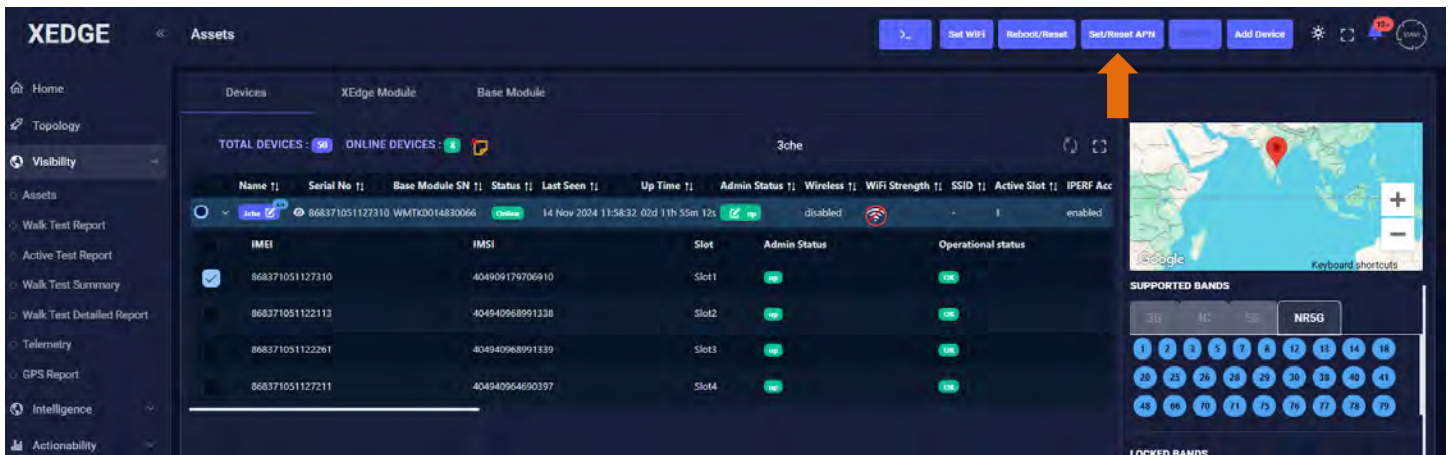 XEDGE « Assets >_ Set WiFi Reboot/Reset Set/Reset APN Add Device 10+ VIAVI
Home
Topology
Visibility
Assets
Walk Test Report
Active Test Report
Walk Test Summary
Walk Test Detailed Report
Telemetry
GPS Report
Intelligence
Actionability
Devices XEdge Module Base Module
TOTAL DEVICES : 50 ONLINE DEVICES : 8 3che
Name ↑↓ Serial No ↑↓ Base Module SN ↑↓ Status ↑↓ Last Seen ↑↓ Up Time ↑↓ Admin Status ↑↓ Wireless ↑↓ WiFi Strength ↑↓ SSID ↑↓ Active Slot ↑↓ IPERF Acc
3che 4/4 868371051127310 WMTK0014830066 Online 14 Nov 2024 11:58:32 02d 11h 55m 12s up disabled - 1 enabled
IMEI IMSI Slot Admin Status Operational status
868371051127310 404909179706910 Slot1 up OK
868371051122113 404940968991338 Slot2 up OK
868371051122261 404940968991339 Slot3 up OK
868371051127211 404940964690397 Slot4 up OK
+
−
Google Keyboard shortcuts
SUPPORTED BANDS
3G 4G NR5G
1 2 3 5 7 8 12 13 14 18
20 25 26 28 29 30 38 40 41
48 66 70 71 75 76 77 78 79
LOCKED BANDS